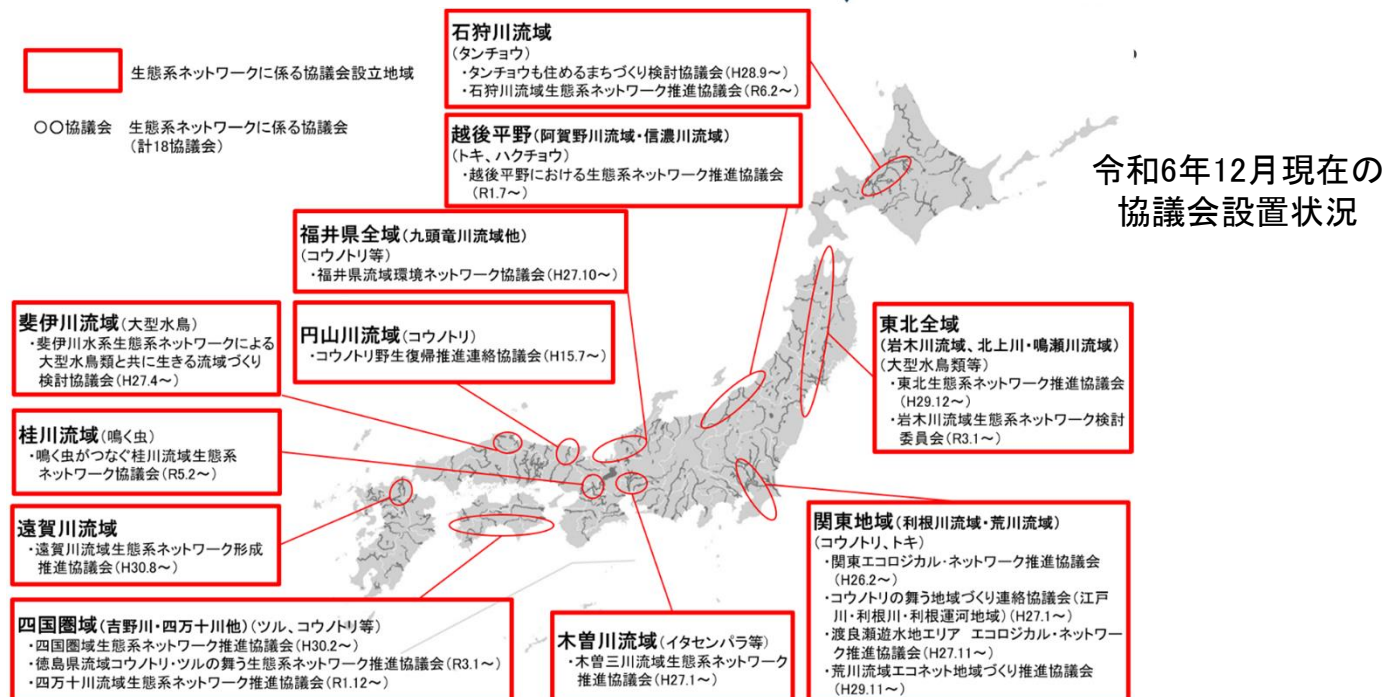 生態系ネットワークに係る協議会設立地域
〇〇協議会 生態系ネットワークに係る協議会
(計18協議会)
令和6年12月現在の
協議会設置状況
石狩川流域
(タンチョウ)
・タンチョウも住めるまちづくり検討協議会(H28.9～)
・石狩川流域生態系ネットワーク推進協議会(R6.2～)
越後平野(阿賀野川流域・信濃川流域)
(トキ、ハクチョウ)
・越後平野における生態系ネットワーク推進協議会
(R1.7～)
福井県全域(九頭竜川流域他)
(コウノトリ等)
・福井県流域環境ネットワーク協議会(H27.10～)
斐伊川流域(大型水鳥)
・斐伊川水系生態系ネットワークによる
大型水鳥類と共に生きる流域づくり
検討協議会(H27.4～)
円山川流域(コウノトリ)
・コウノトリ野生復帰推進連絡協議会(H15.7～)
東北全域
(岩木川流域、北上川・鳴瀬川流域)
(大型水鳥類等)
・東北生態系ネットワーク推進協議会
(H29.12～)
・岩木川流域生態系ネットワーク検討
委員会(R3.1～)
桂川流域(鳴く虫)
・鳴く虫がつなぐ桂川流域生態系
ネットワーク協議会(R5.2～)
遠賀川流域
・遠賀川流域生態系ネットワーク形成
推進協議会(H30.8～)
四国圏域(吉野川・四万十川他)(ツル、コウノトリ等)
・四国圏域生態系ネットワーク推進協議会(H30.2～)
・徳島県流域コウノトリ・ツルの舞う生態系ネットワーク推進協議会(R3.1～)
・四万十川流域生態系ネットワーク推進協議会(R1.12～)
木曽川流域(イタセンパラ等)
・木曽三川流域生態系ネットワーク
推進協議会(H27.1～)
関東地域(利根川流域・荒川流域)
(コウノトリ、トキ)
・関東エコロジカル・ネットワーク推進協議会
(H26.2～)
・コウノトリの舞う地域づくり連絡協議会(江戸
川・利根川・利根運河地域)(H27.1～)
・渡良瀬遊水地エリア エコロジカル・ネットワー
ク推進協議会(H27.11～)
・荒川流域エコネット地域づくり推進協議会
(H29.11～)